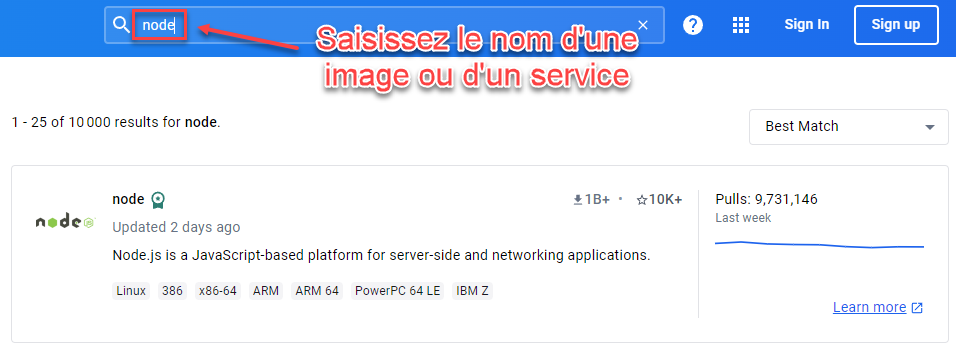 node
Saisissez le nom d'une
image ou d'un service
Sign In
Sign up
1 - 25 of 10 000 results for node.
Best Match
node
node
1B+ • 10K+
Updated 2 days ago
Node.js is a JavaScript-based platform for server-side and networking applications.
Linux 386 x86-64 ARM ARM 64 PowerPC 64 LE IBM Z
Pulls: 9,731,146
Last week
Learn more